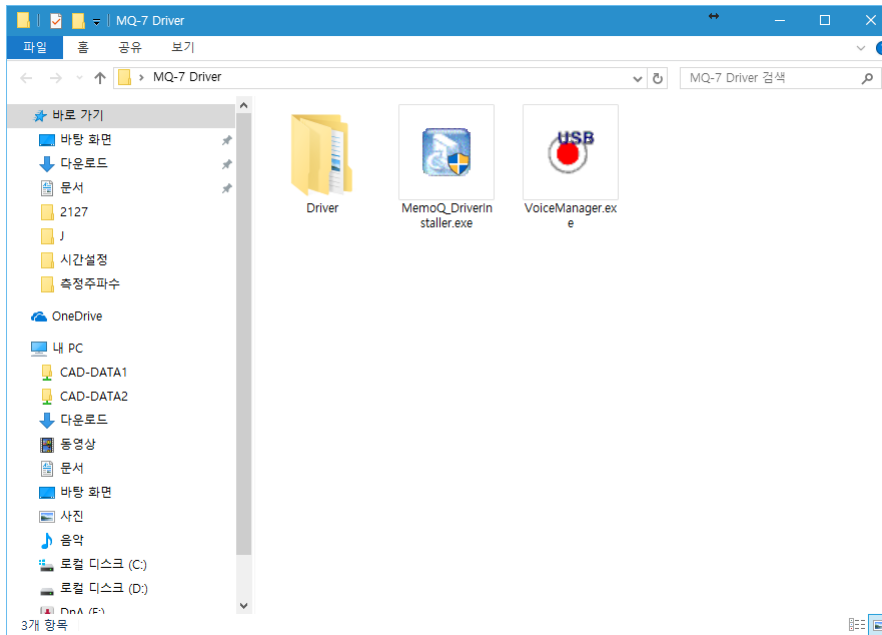 MQ-7 Driver
파일 홈 공유 보기
MQ-7 Driver
MQ-7 Driver 검색
바로 가기
바탕 화면
다운로드
문서
2127
J
시간설정
측정주파수
OneDrive
내 PC
CAD-DATA1
CAD-DATA2
다운로드
동영상
문서
바탕 화면
사진
음악
로컬 디스크 (C:)
로컬 디스크 (D:)
DnA (F:)
Driver
MemoQ_DriverIn
staller.exe
USB
VoiceManager.ex
e
3개 항목